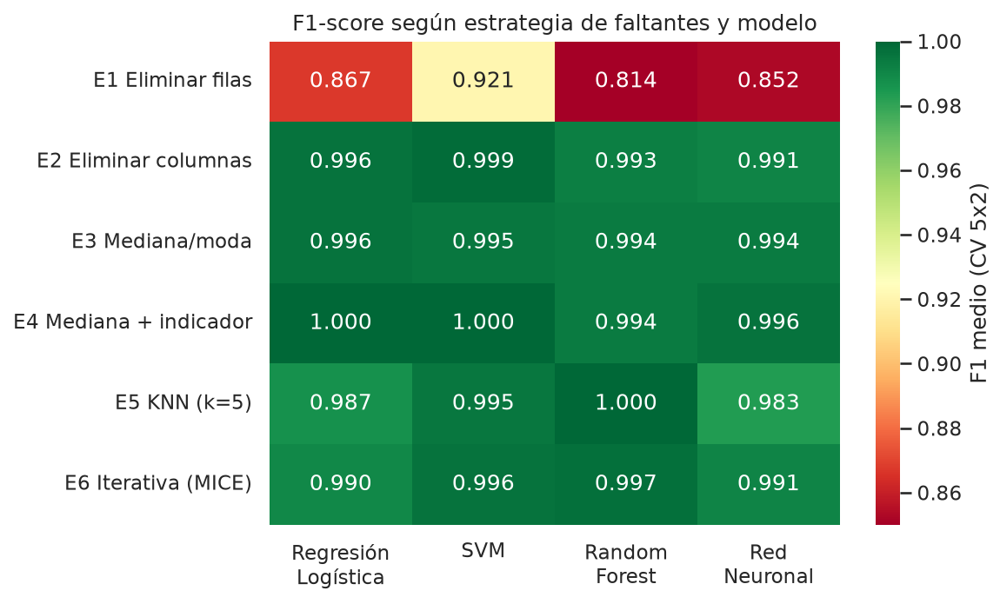 F1-score según estrategia de faltantes y modelo
E1 Eliminar filas
0.867 0.921 0.814 0.852
E2 Eliminar columnas
0.996 0.999 0.993 0.991
E3 Mediana/moda
0.996 0.995 0.994 0.994
E4 Mediana + indicador
1.000 1.000 0.994 0.996
E5 KNN (k=5)
0.987 0.995 1.000 0.983
E6 Iterativa (MICE)
0.990 0.996 0.997 0.991
Regresión
Logística
SVM
Random
Forest
Red
Neuronal
1.00
0.98
0.96
0.94
0.92
0.90
0.88
0.86
F1 medio (CV 5x2)